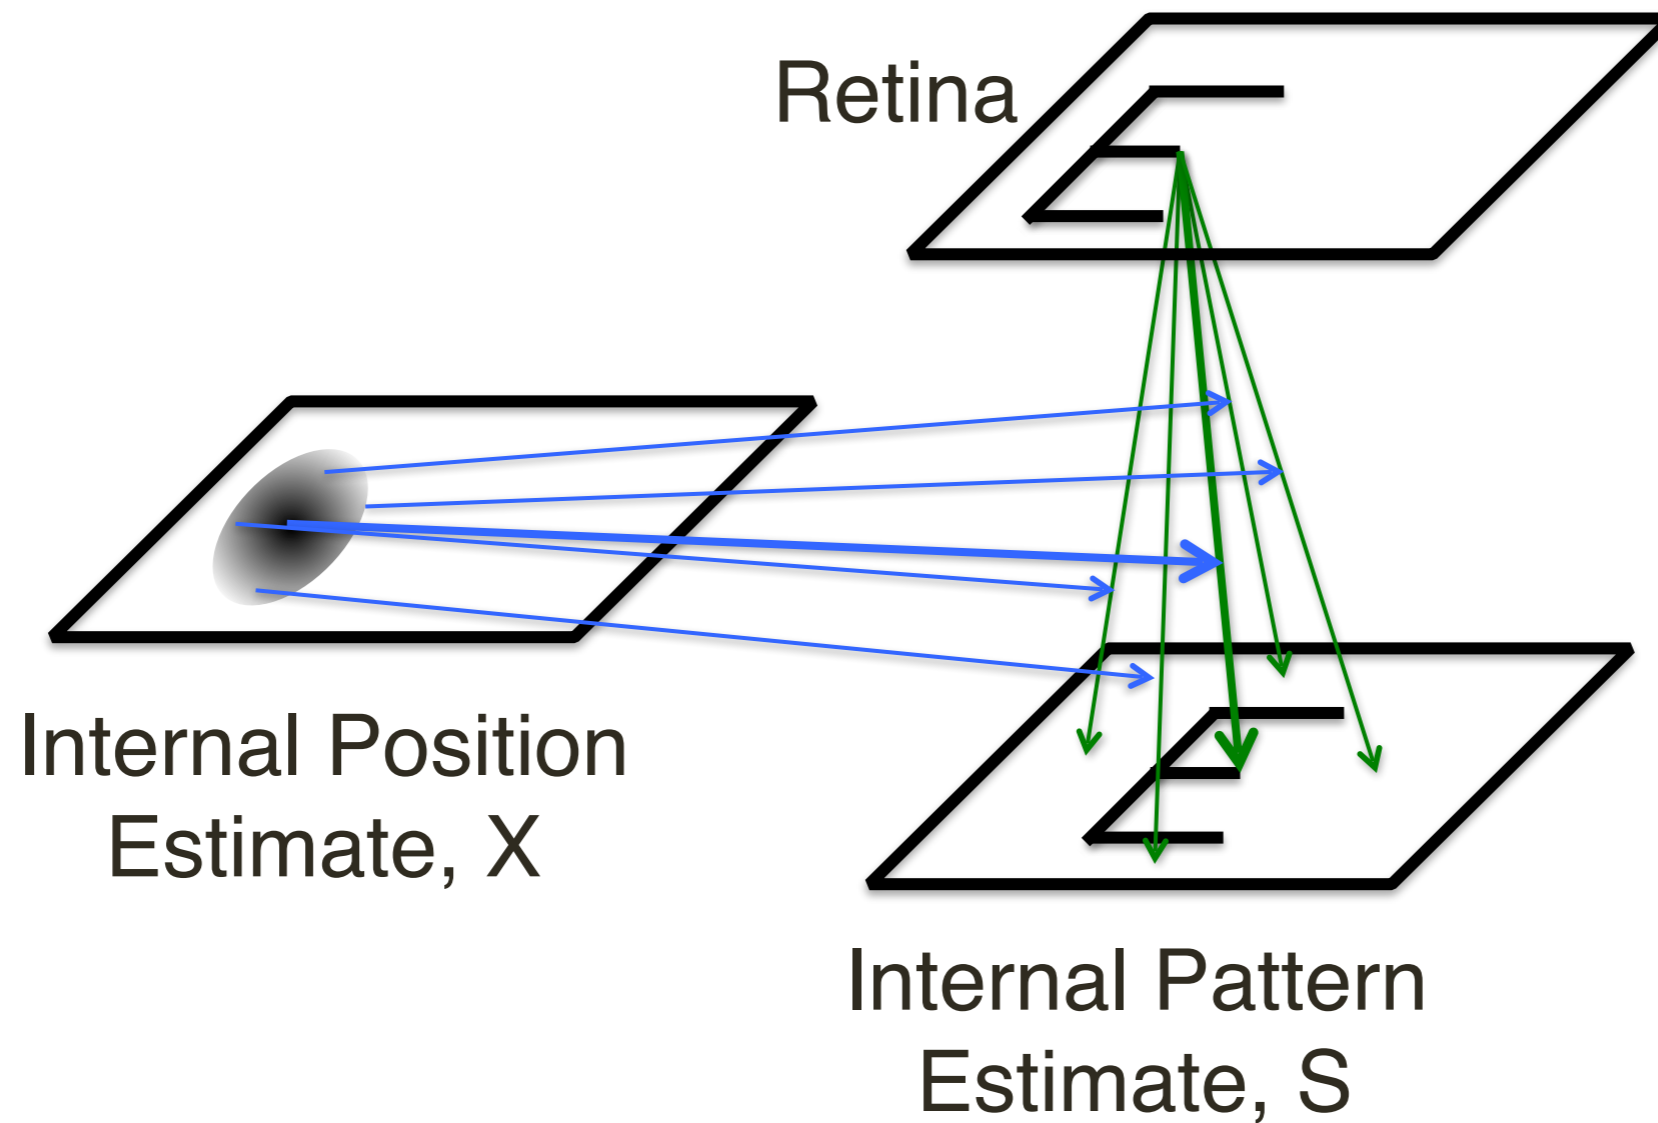 Retina
Internal Position
Estimate, X
Internal Pattern
Estimate, S